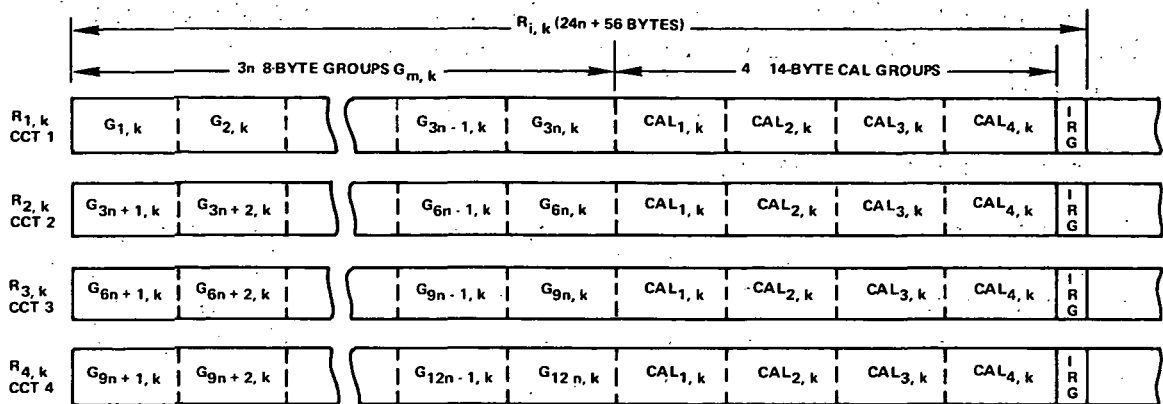 R_{i, k} (24n + 56 BYTES)
3n 8-BYTE GROUPS G_{m, k}
4 14-BYTE CAL GROUPS
R_{1, k} CCT 1
G_{1, k} G_{2, k} G_{3n - 1, k} G_{3n, k} CAL_{1, k} CAL_{2, k} CAL_{3, k} CAL_{4, k} IRG
R_{2, k} CCT 2
G_{3n + 1, k} G_{3n + 2, k} G_{6n - 1, k} G_{6n, k} CAL_{1, k} CAL_{2, k} CAL_{3, k} CAL_{4, k} IRG
R_{3, k} CCT 3
G_{6n + 1, k} G_{6n + 2, k} G_{9n - 1, k} G_{9n, k} CAL_{1, k} CAL_{2, k} CAL_{3, k} CAL_{4, k} IRG
R_{4, k} CCT 4
G_{9n + 1, k} G_{9n + 2, k} G_{12n - 1, k} G_{12 n, k} CAL_{1, k} CAL_{2, k} CAL_{3, k} CAL_{4, k} IRG